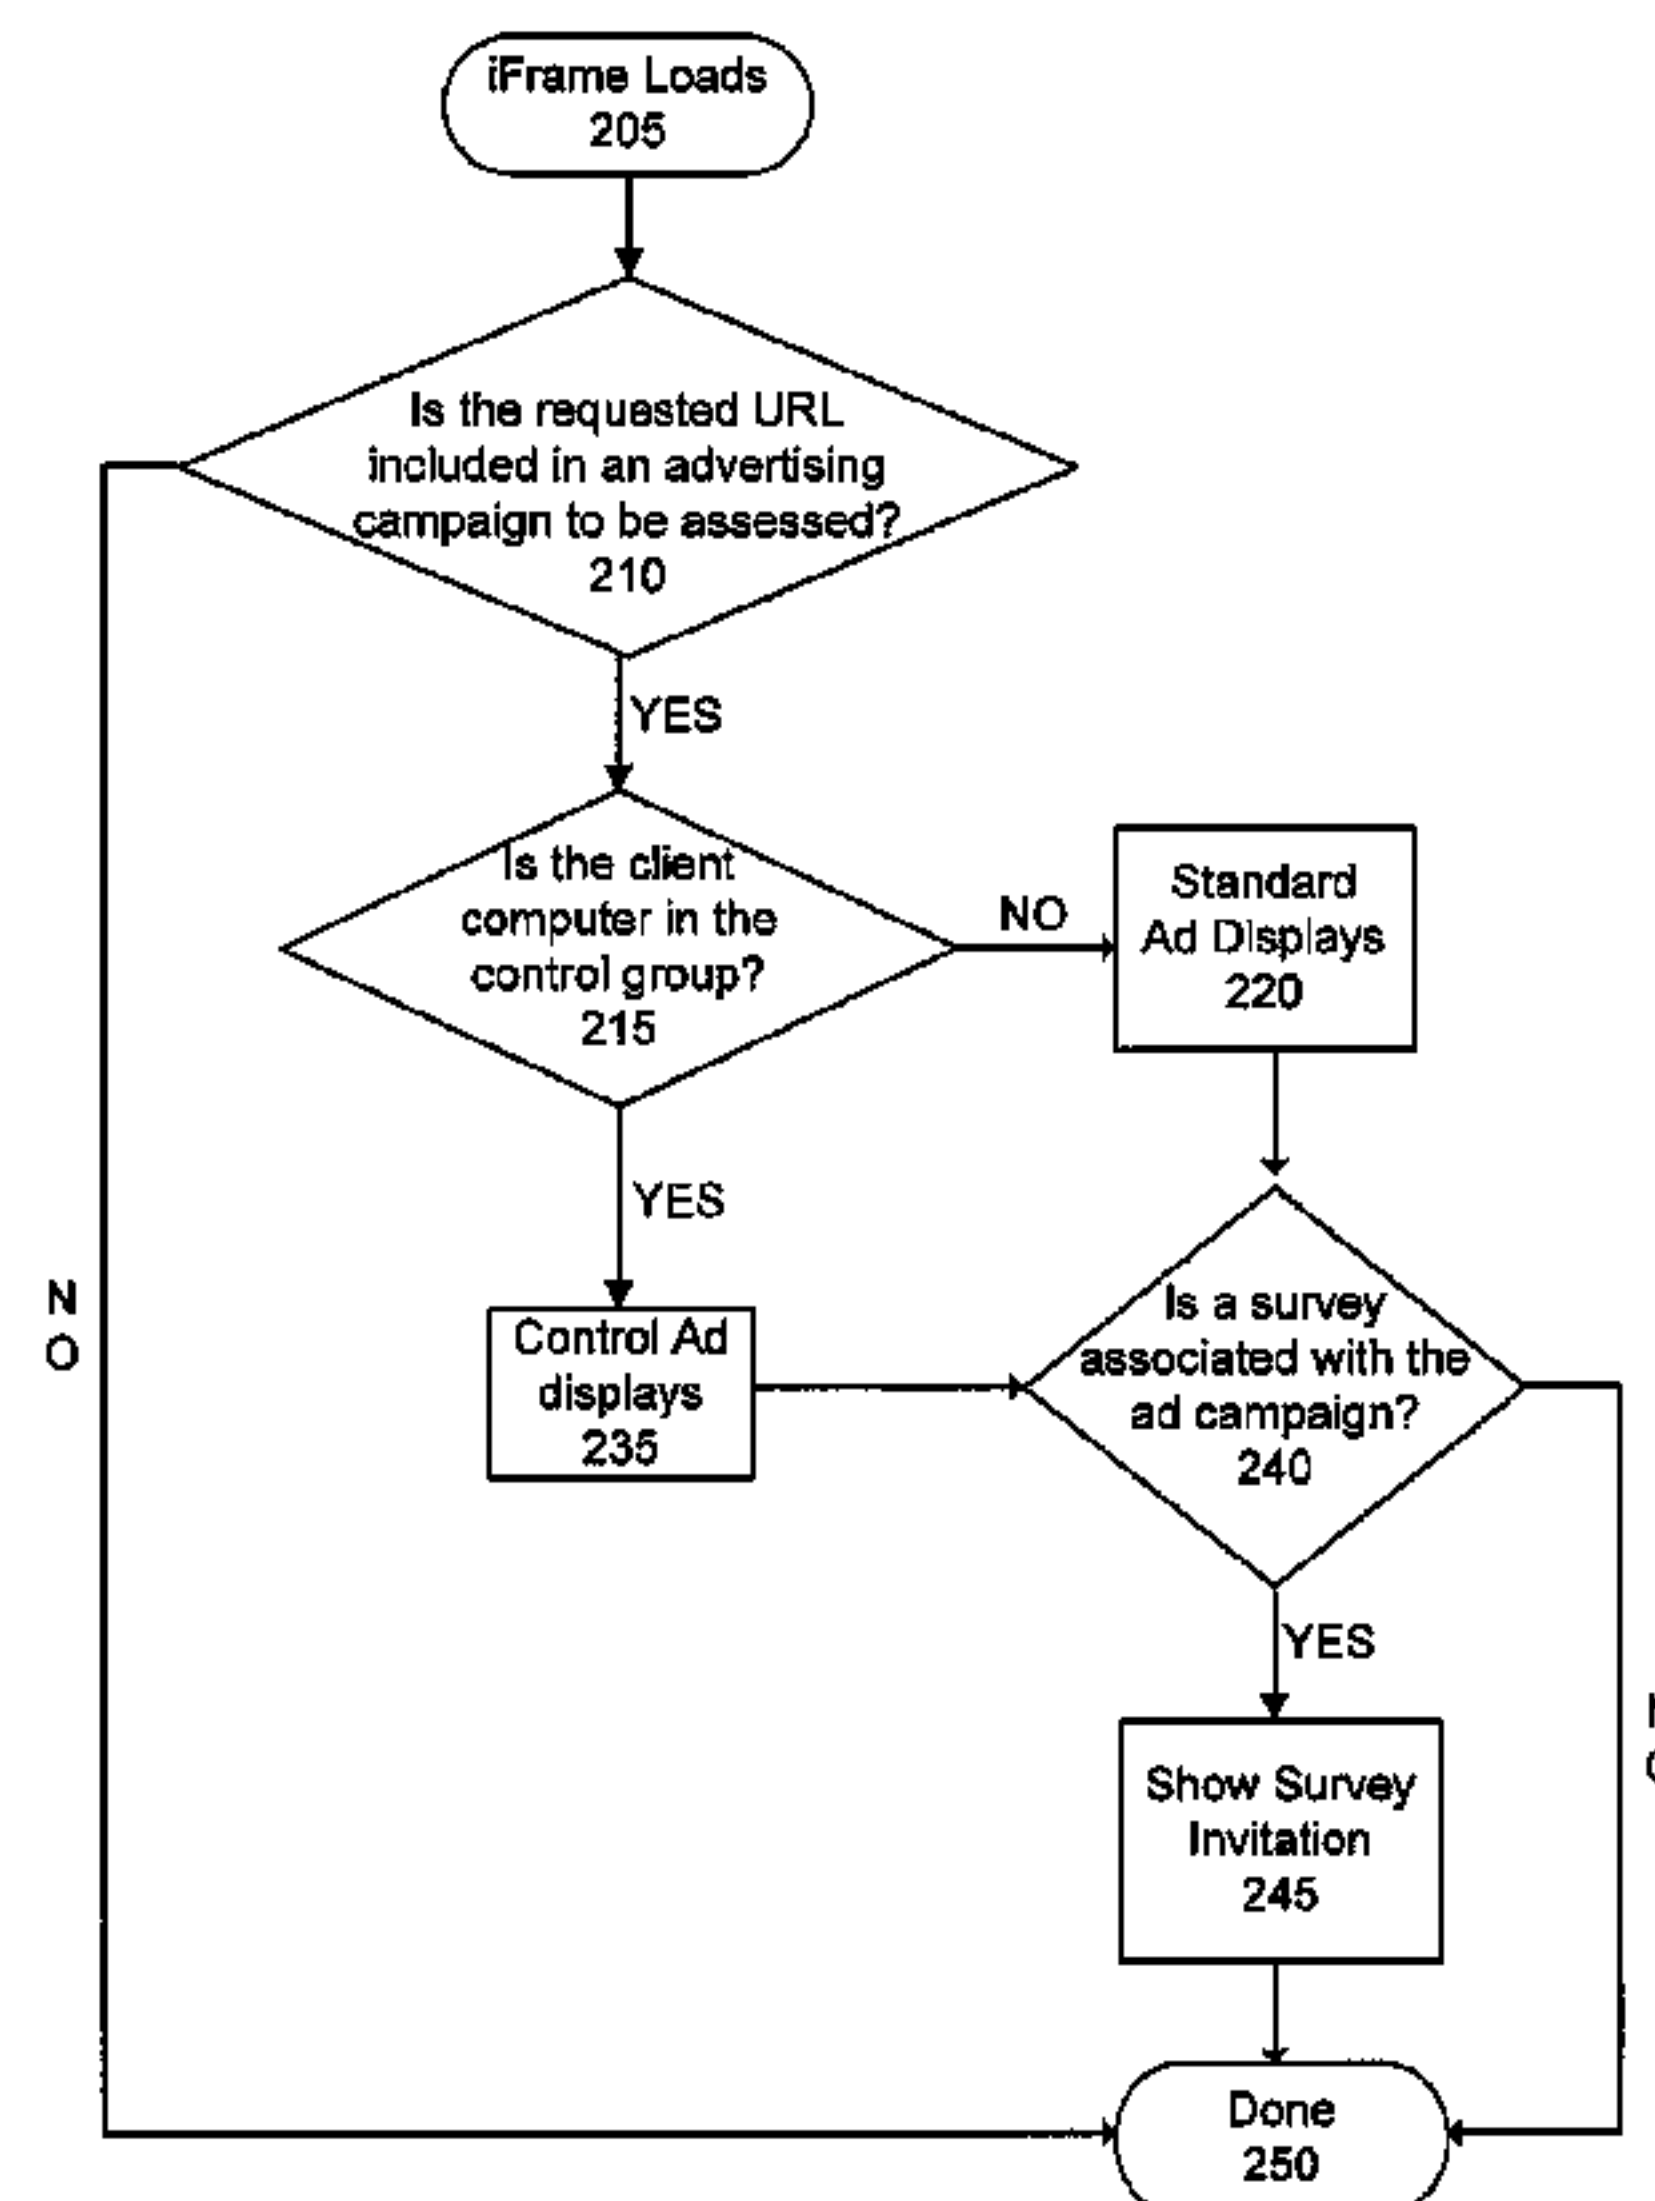 iFrame Loads
205
Is the requested URL
included in an advertising
campaign to be assessed?
210
YES
Is the client
computer in the
control group?
215
NO
Standard
Ad Displays
220
YES
N
O
Control Ad
displays
235
Is a survey
associated with the
ad campaign?
240
YES
Show Survey
Invitation
245
Done
250